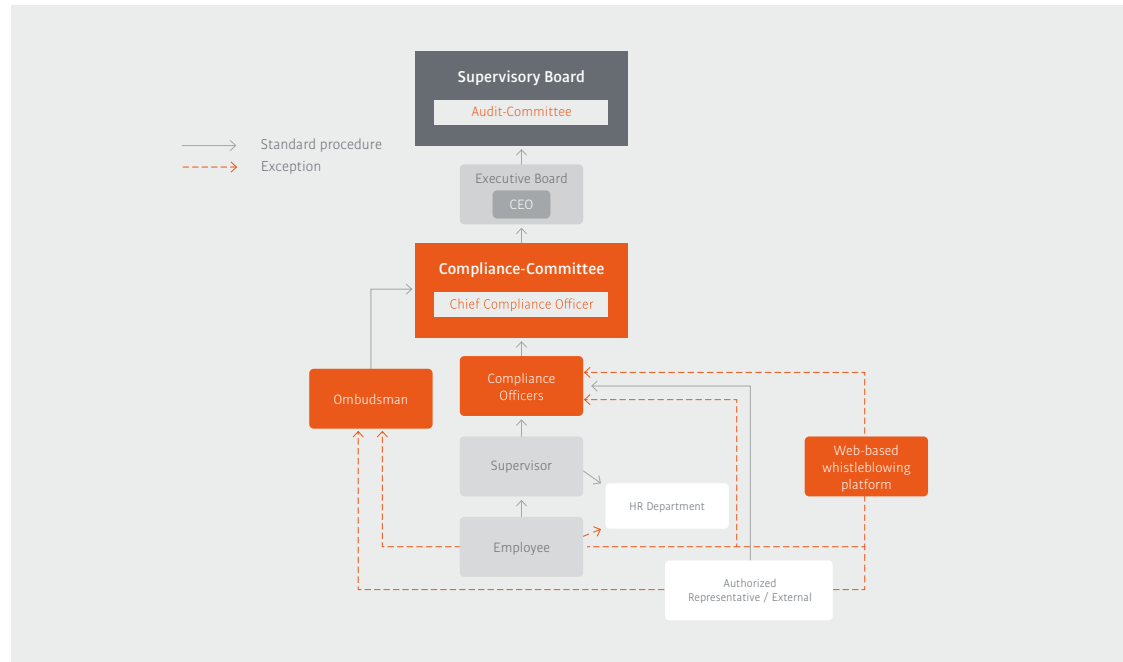 Supervisory Board
Audit-Committee
Standard procedure
Exception
Executive Board
CEO
Compliance-Committee
Chief Compliance Officer
Ombudsman
Compliance
Officers
Web-based
whistleblowing
platform
Supervisor
HR Department
Employee
Authorized
Representative / External